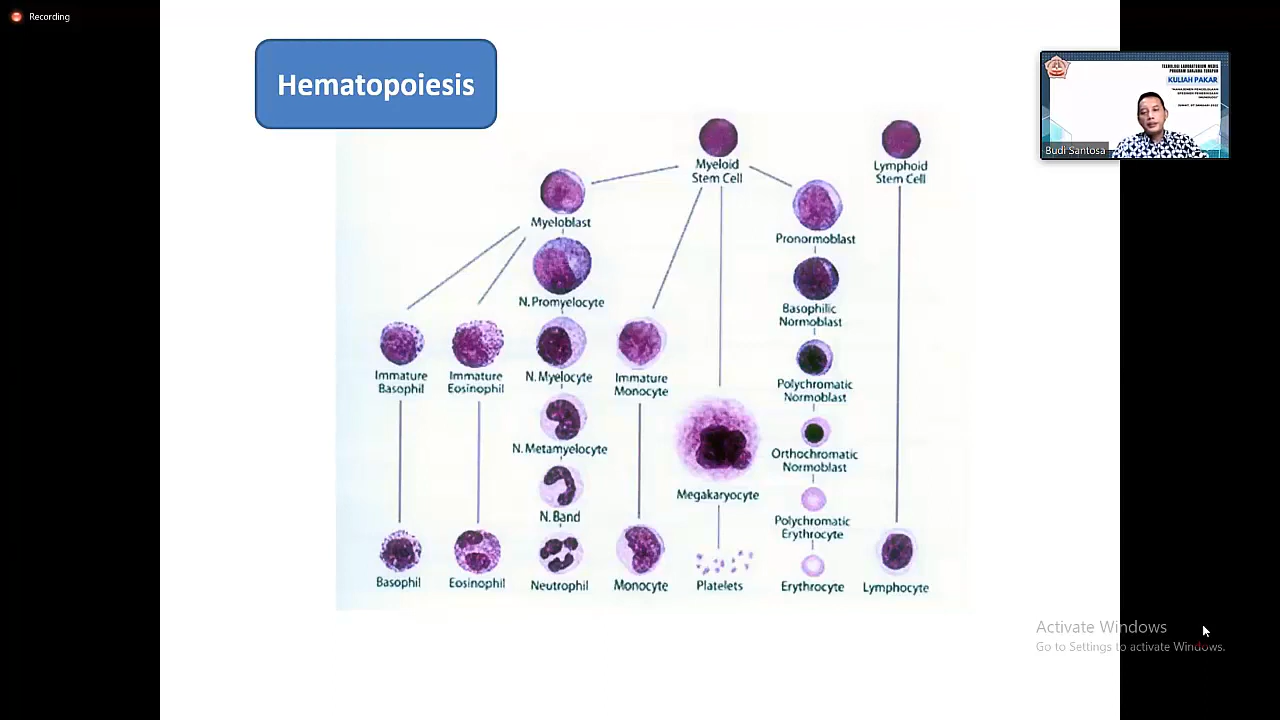 Recording
Hematopoiesis
TEKNOLOGI LABORATORIUM MEDIS
PROGRAM SARJANA TERAPAN
KULIAH PAKAR
Budi Santosa
Myeloid
Stem Cell
Lymphoid
Stem Cell
Myeloblast
Pronormoblast
N. Promyelocyte
Basophilic
Normoblast
Immature
Basophil
Immature
Eosinophil
N. Myelocyte
Immature
Monocyte
Polychromatic
Normoblast
N. Metamyelocyte
Orthochromatic
Normoblast
Megakaryocyte
N. Band
Polychromatic
Erythrocyte
Basophil
Eosinophil
Neutrophil
Monocyte
Platelets
Erythrocyte
Lymphocyte
Activate Windows
Go to Settings to activate Windows.